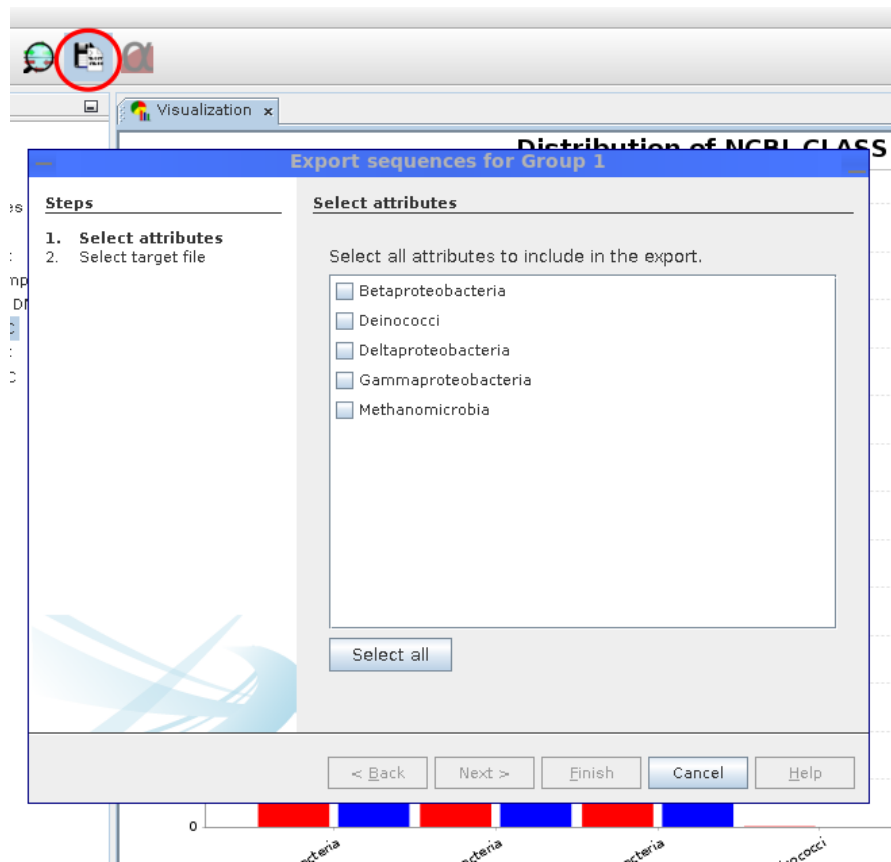 Visualization x
Distribution of NCBI CLASS
Export sequences for Group 1
Steps
1. Select attributes
2. Select target file
Select attributes
Select all attributes to include in the export.
Betaproteobacteria
Deinococci
Deltaproteobacteria
Gammaproteobacteria
Methanomicrobia
Select all
< Back
Next >
Finish
Cancel
Help
0